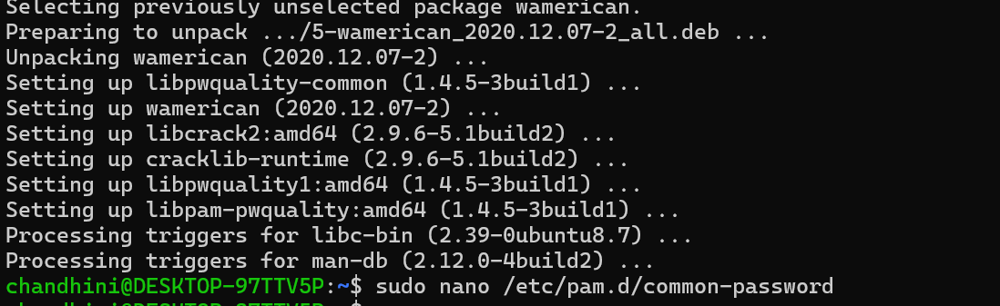 Selecting previously unselected package wamerican.
Preparing to unpack .../5-wamerican_2020.12.07-2_all.deb ...
Unpacking wamerican (2020.12.07-2) ...
Setting up libpwquality-common (1.4.5-3build1) ...
Setting up wamerican (2020.12.07-2) ...
Setting up libcrack2:amd64 (2.9.6-5.1build2) ...
Setting up cracklib-runtime (2.9.6-5.1build2) ...
Setting up libpwquality1:amd64 (1.4.5-3build1) ...
Setting up libpam-pwquality:amd64 (1.4.5-3build1) ...
Processing triggers for libc-bin (2.39-0ubuntu8.7) ...
Processing triggers for man-db (2.12.0-4build2) ...
chandhini@DESKTOP-97TTV5P:~$ sudo nano /etc/pam.d/common-password